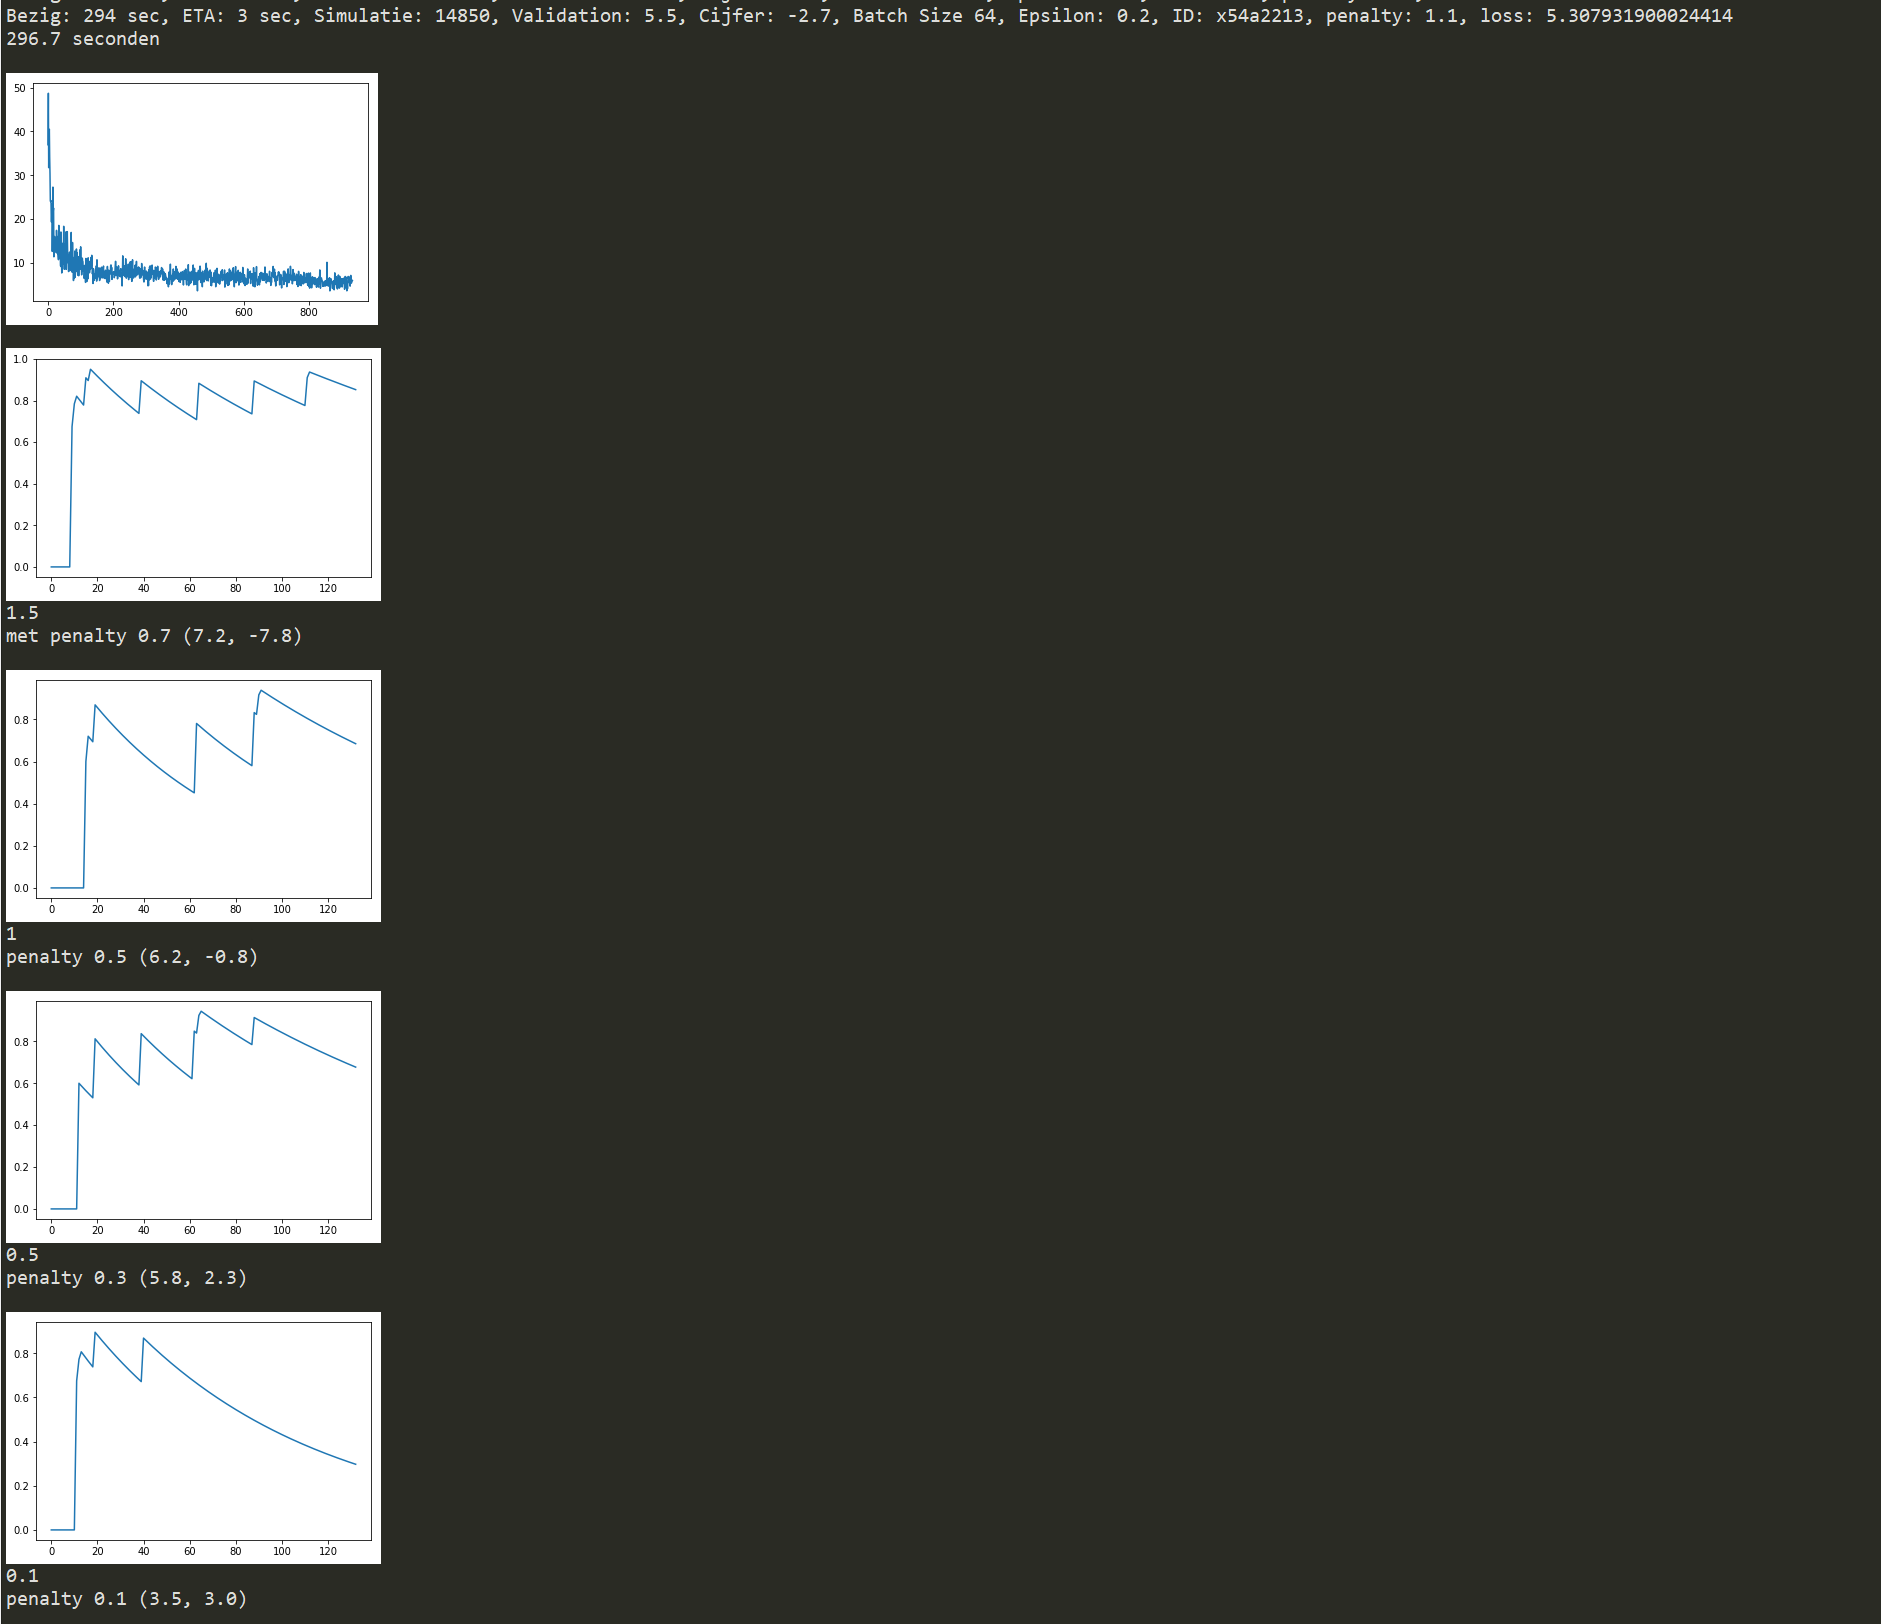 Bezig: 294 sec, ETA: 3 sec, Simulatie: 14850, Validation: 5.5, Cijfer: -2.7, Batch Size 64, Epsilon: 0.2, ID: x54a2213, penalty: 1.1, loss: 5.307931900024414
296.7 seconden
50
40
30
20
10
0 200 400 600 800
1.0
0.8
0.6
0.4
0.2
0.0
0 20 40 60 80 100 120
1.5
met penalty 0.7 (7.2, -7.8)
0.8
0.6
0.4
0.2
0.0
0 20 40 60 80 100 120
1
penalty 0.5 (6.2, -0.8)
0.8
0.6
0.4
0.2
0.0
0 20 40 60 80 100 120
0.5
penalty 0.3 (5.8, 2.3)
0.8
0.6
0.4
0.2
0.0
0 20 40 60 80 100 120
0.1
penalty 0.1 (3.5, 3.0)